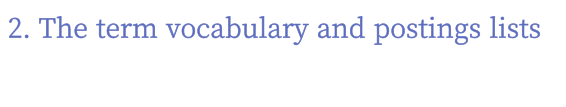 2. The term vocabulary and postings lists